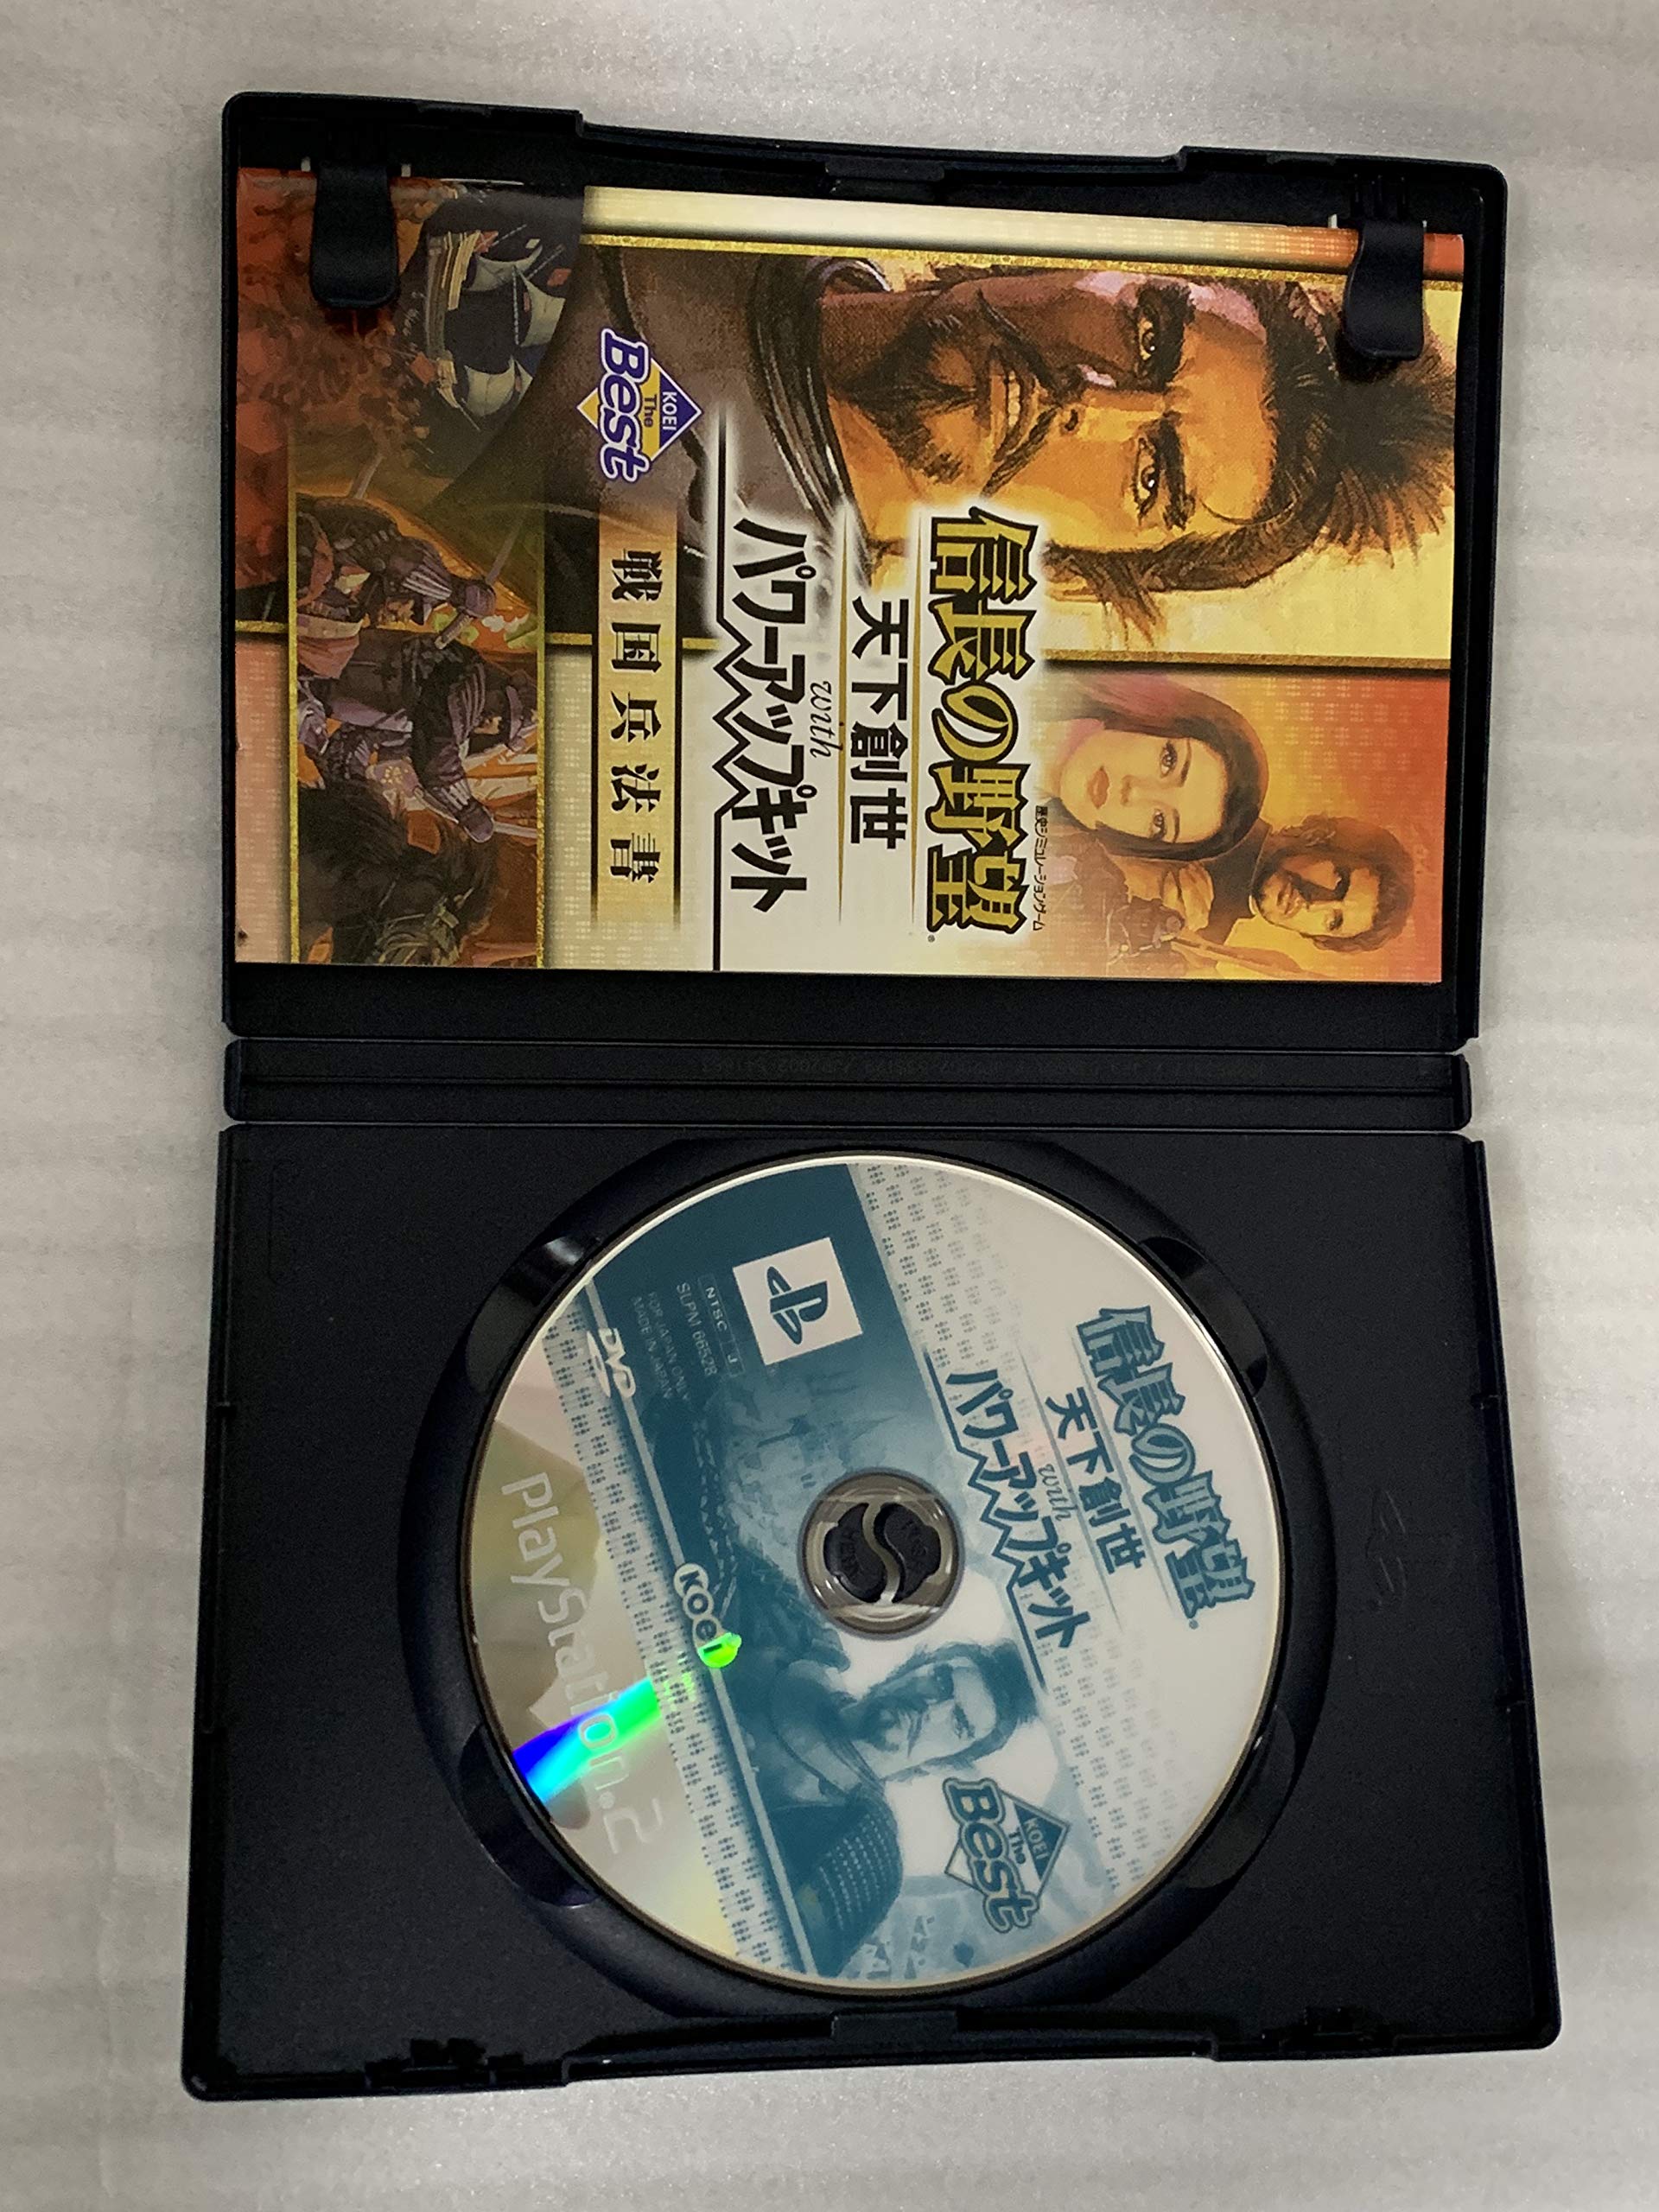 歴史シミュレーションゲーム
信長の野望®
天下創世
with
パワーアップキット
戦国兵法書
KOEI
The
Best
信長の野望®
天下創世
with
パワーアップキット
NTSC J
SLPM 66528
FOR JAPAN ONLY
MADE IN JAPAN
DVD
KOEI
KOEI
The
Best
PlayStation.2